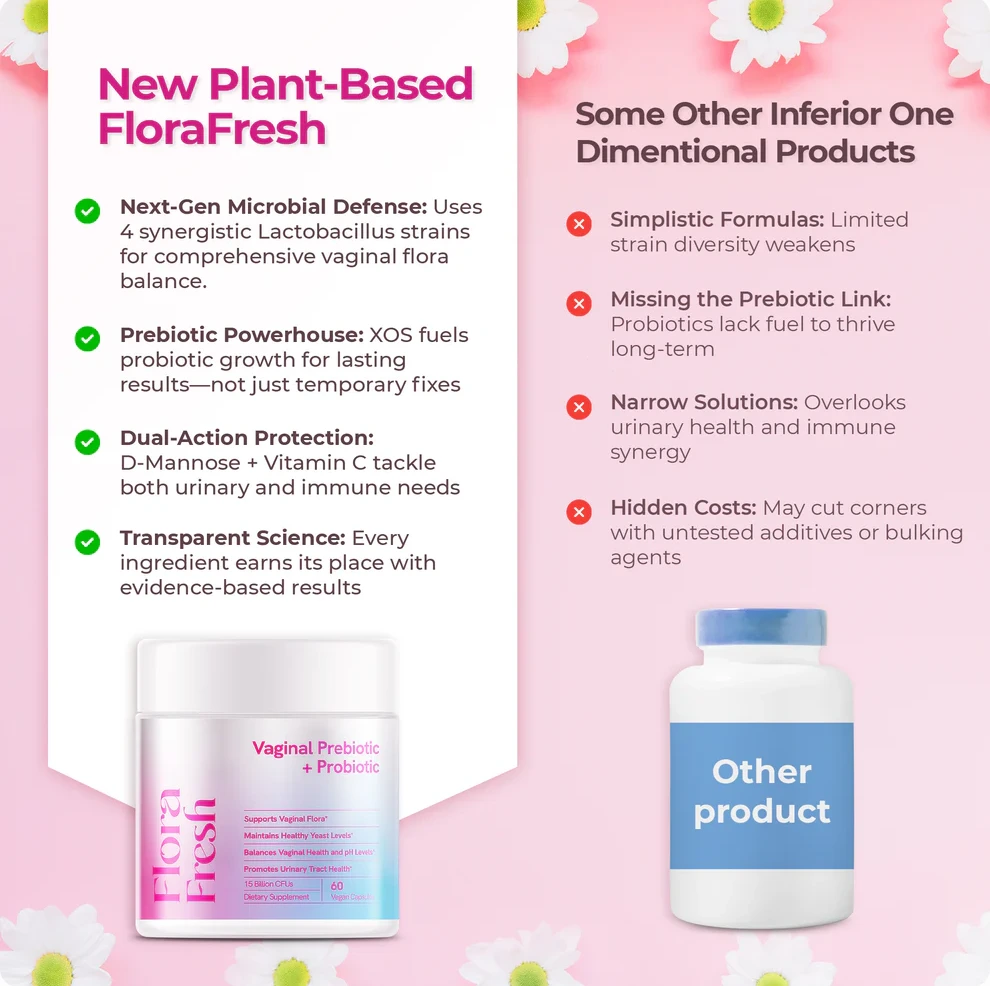 New Plant-Based
FloraFresh
Next-Gen Microbial Defense: Uses
4 synergistic Lactobacillus strains
for comprehensive vaginal flora
balance.
Prebiotic Powerhouse: XOS fuels
probiotic growth for lasting
results—not just temporary fixes
Dual-Action Protection:
D-Mannose + Vitamin C tackle
both urinary and immune needs
Transparent Science: Every
ingredient earns its place with
evidence-based results
Vaginal Prebiotic
+ Probiotic
Flora
Fresh
Supports Vaginal Flora*
Maintains Healthy Yeast Levels*
Balances Vaginal Health and pH Levels*
Promotes Urinary Tract Health*
15 Billion CFUs
Dietary Supplement
60
Vegan Capsules
Some Other Inferior One
Dimentional Products
Simplistic Formulas: Limited
strain diversity weakens
Missing the Prebiotic Link:
Probiotics lack fuel to thrive
long-term
Narrow Solutions: Overlooks
urinary health and immune
synergy
Hidden Costs: May cut corners
with untested additives or bulking
agents
Other
product